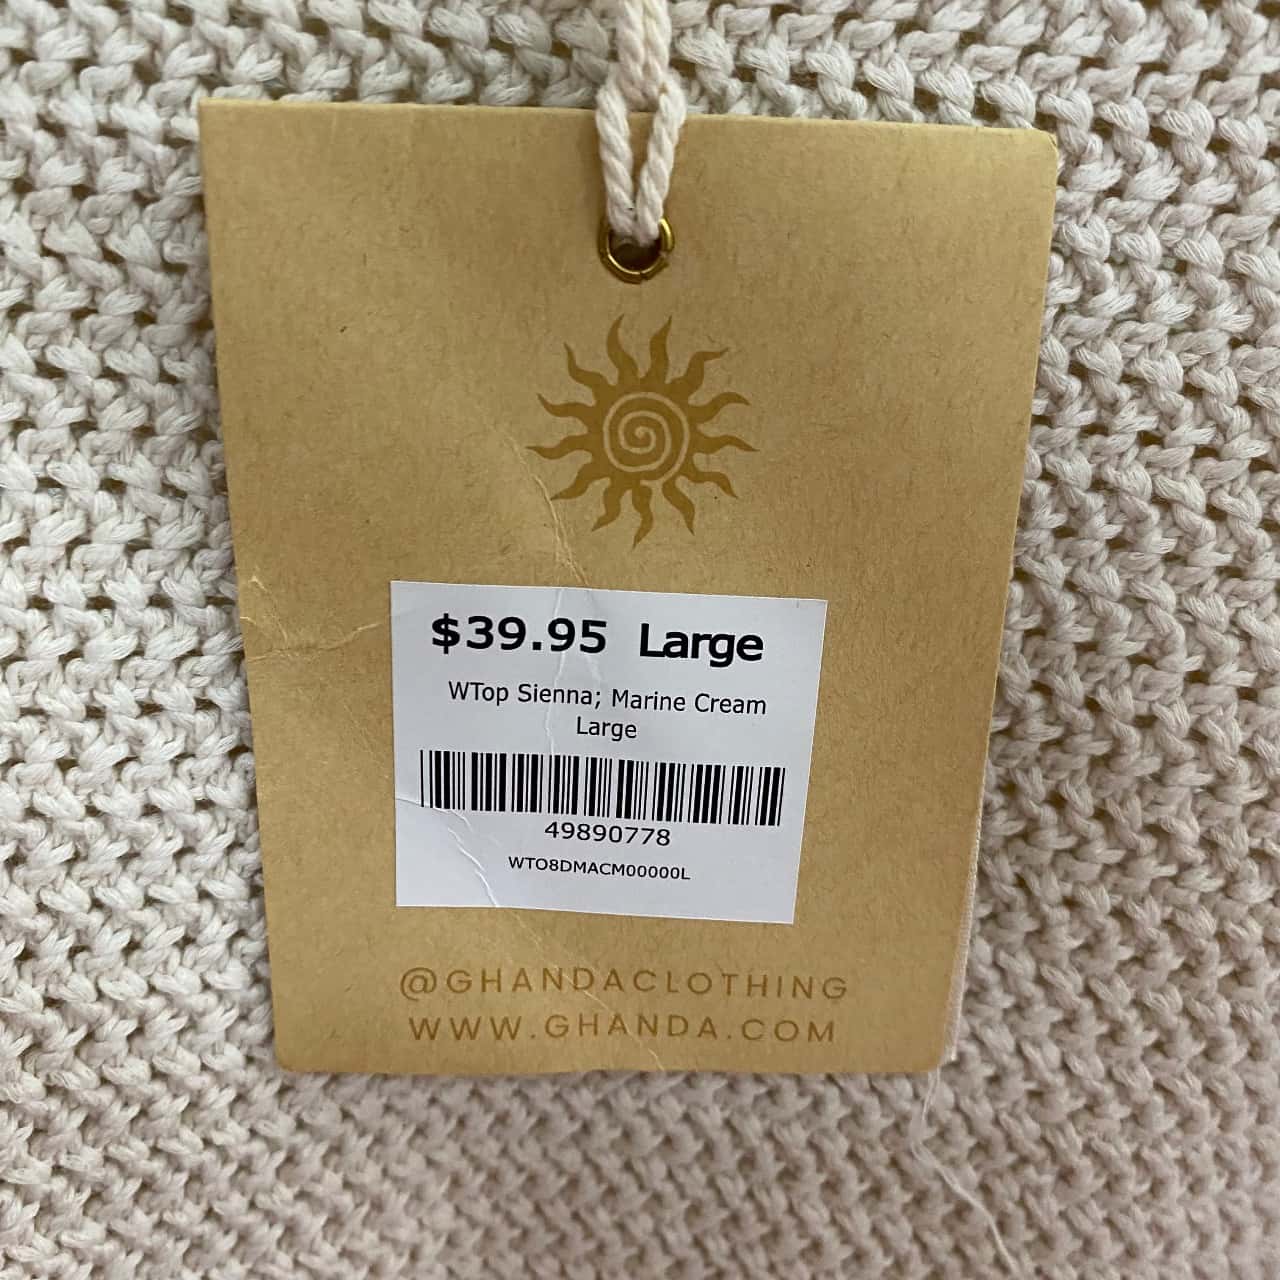 $39.95 Large
WTop Sienna; Marine Cream
Large
49890778
WTO8DMACM00000L
@GHANDACLOTHING
WWW.GHANDA.COM